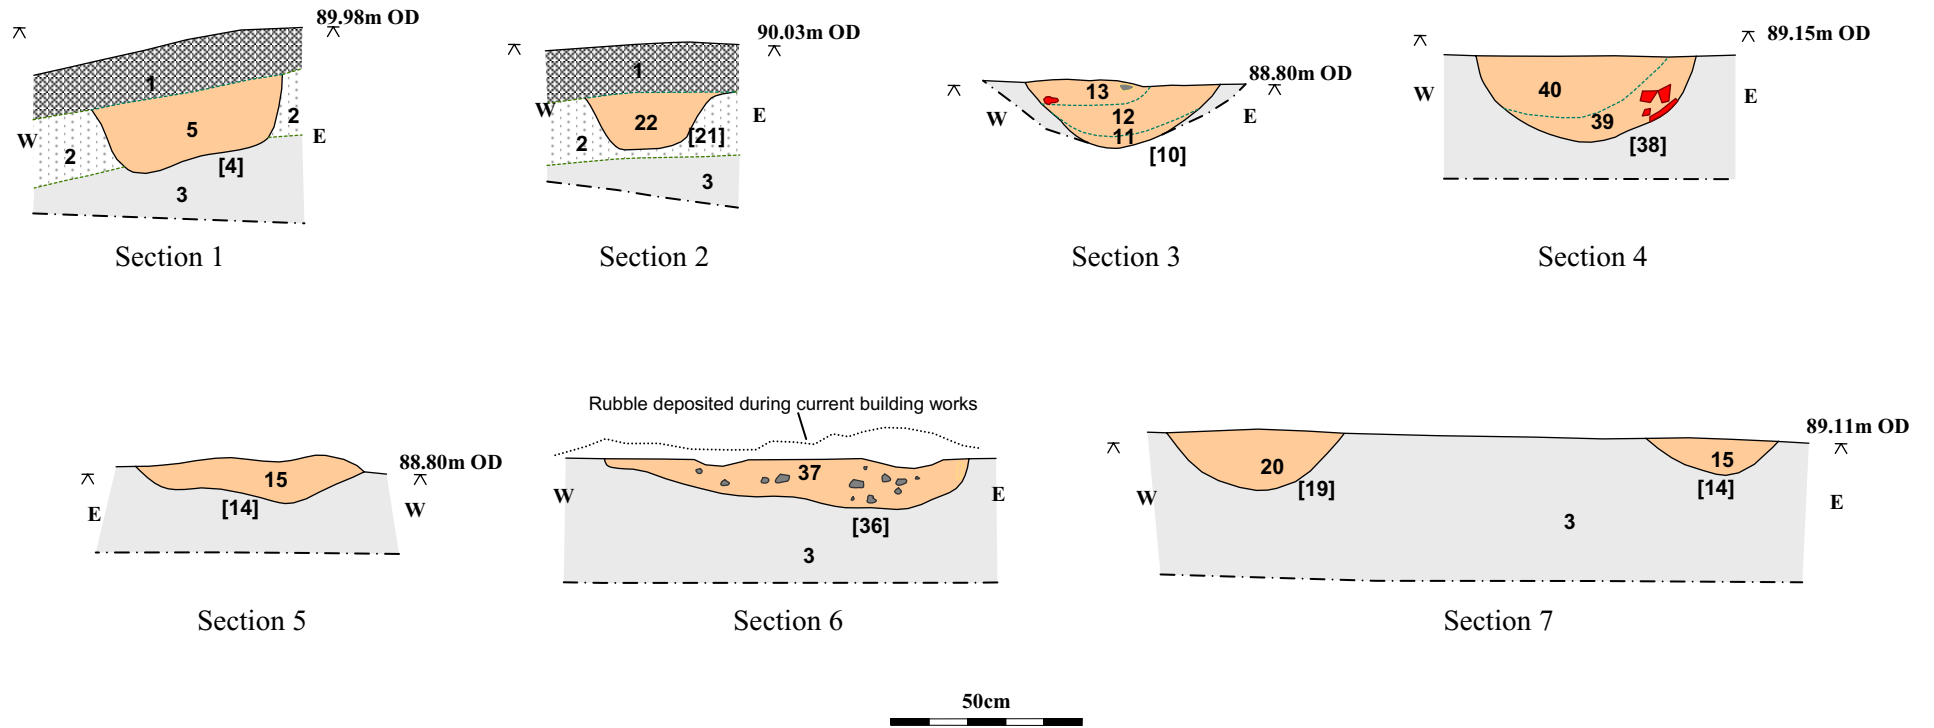 89.98m OD
1
5
2
2
W
E
[4]
3
Section 1
90.03m OD
1
W
E
22
[21]
2
3
Section 2
88.80m OD
13
12
11
W
E
[10]
Section 3
89.15m OD
W
E
40
39
[38]
Section 4
88.80m OD
15
[14]
E
W
Section 5
Rubble deposited during current building works
37
W
E
[36]
3
Section 6
89.11m OD
20
[19]
15
[14]
W
E
3
Section 7
50cm